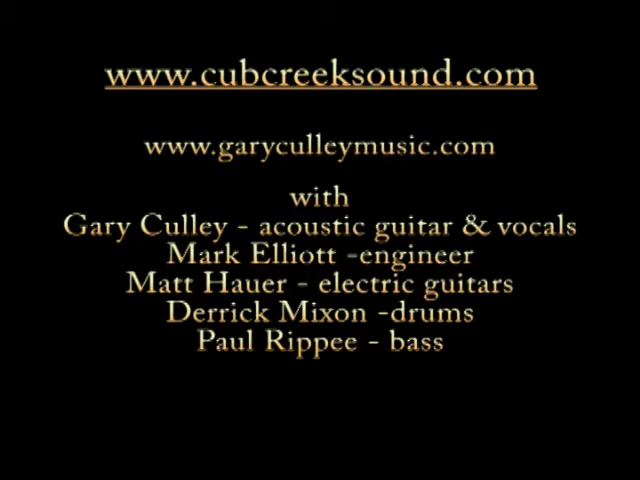 www.cubcreeksound.com
www.garyculleymusic.com
with
Gary Culley - acoustic guitar & vocals
Mark Elliott -engineer
Matt Hauer - electric guitars
Derrick Mixon -drums
Paul Rippee - bass